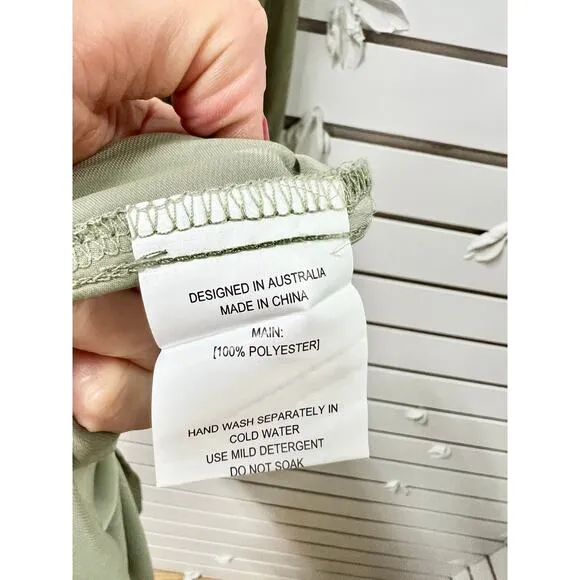 DESIGNED IN AUSTRALIA
MADE IN CHINA
MAIN:
[100% POLYESTER]
HAND WASH SEPARATELY IN
COLD WATER
USE MILD DETERGENT
DO NOT SOAK